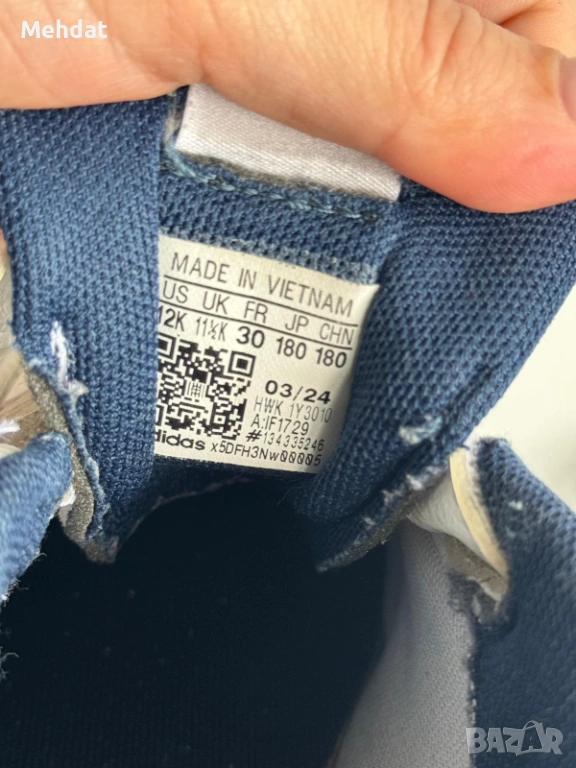 Mehdat
MADE IN VIETNAM
US UK FR JP CHN
12K 11½K 30 180 180
03/24
HWK 1Y3010
A:IF1729
#134335246
adidas x5DFH3Nw00005
BAZAR